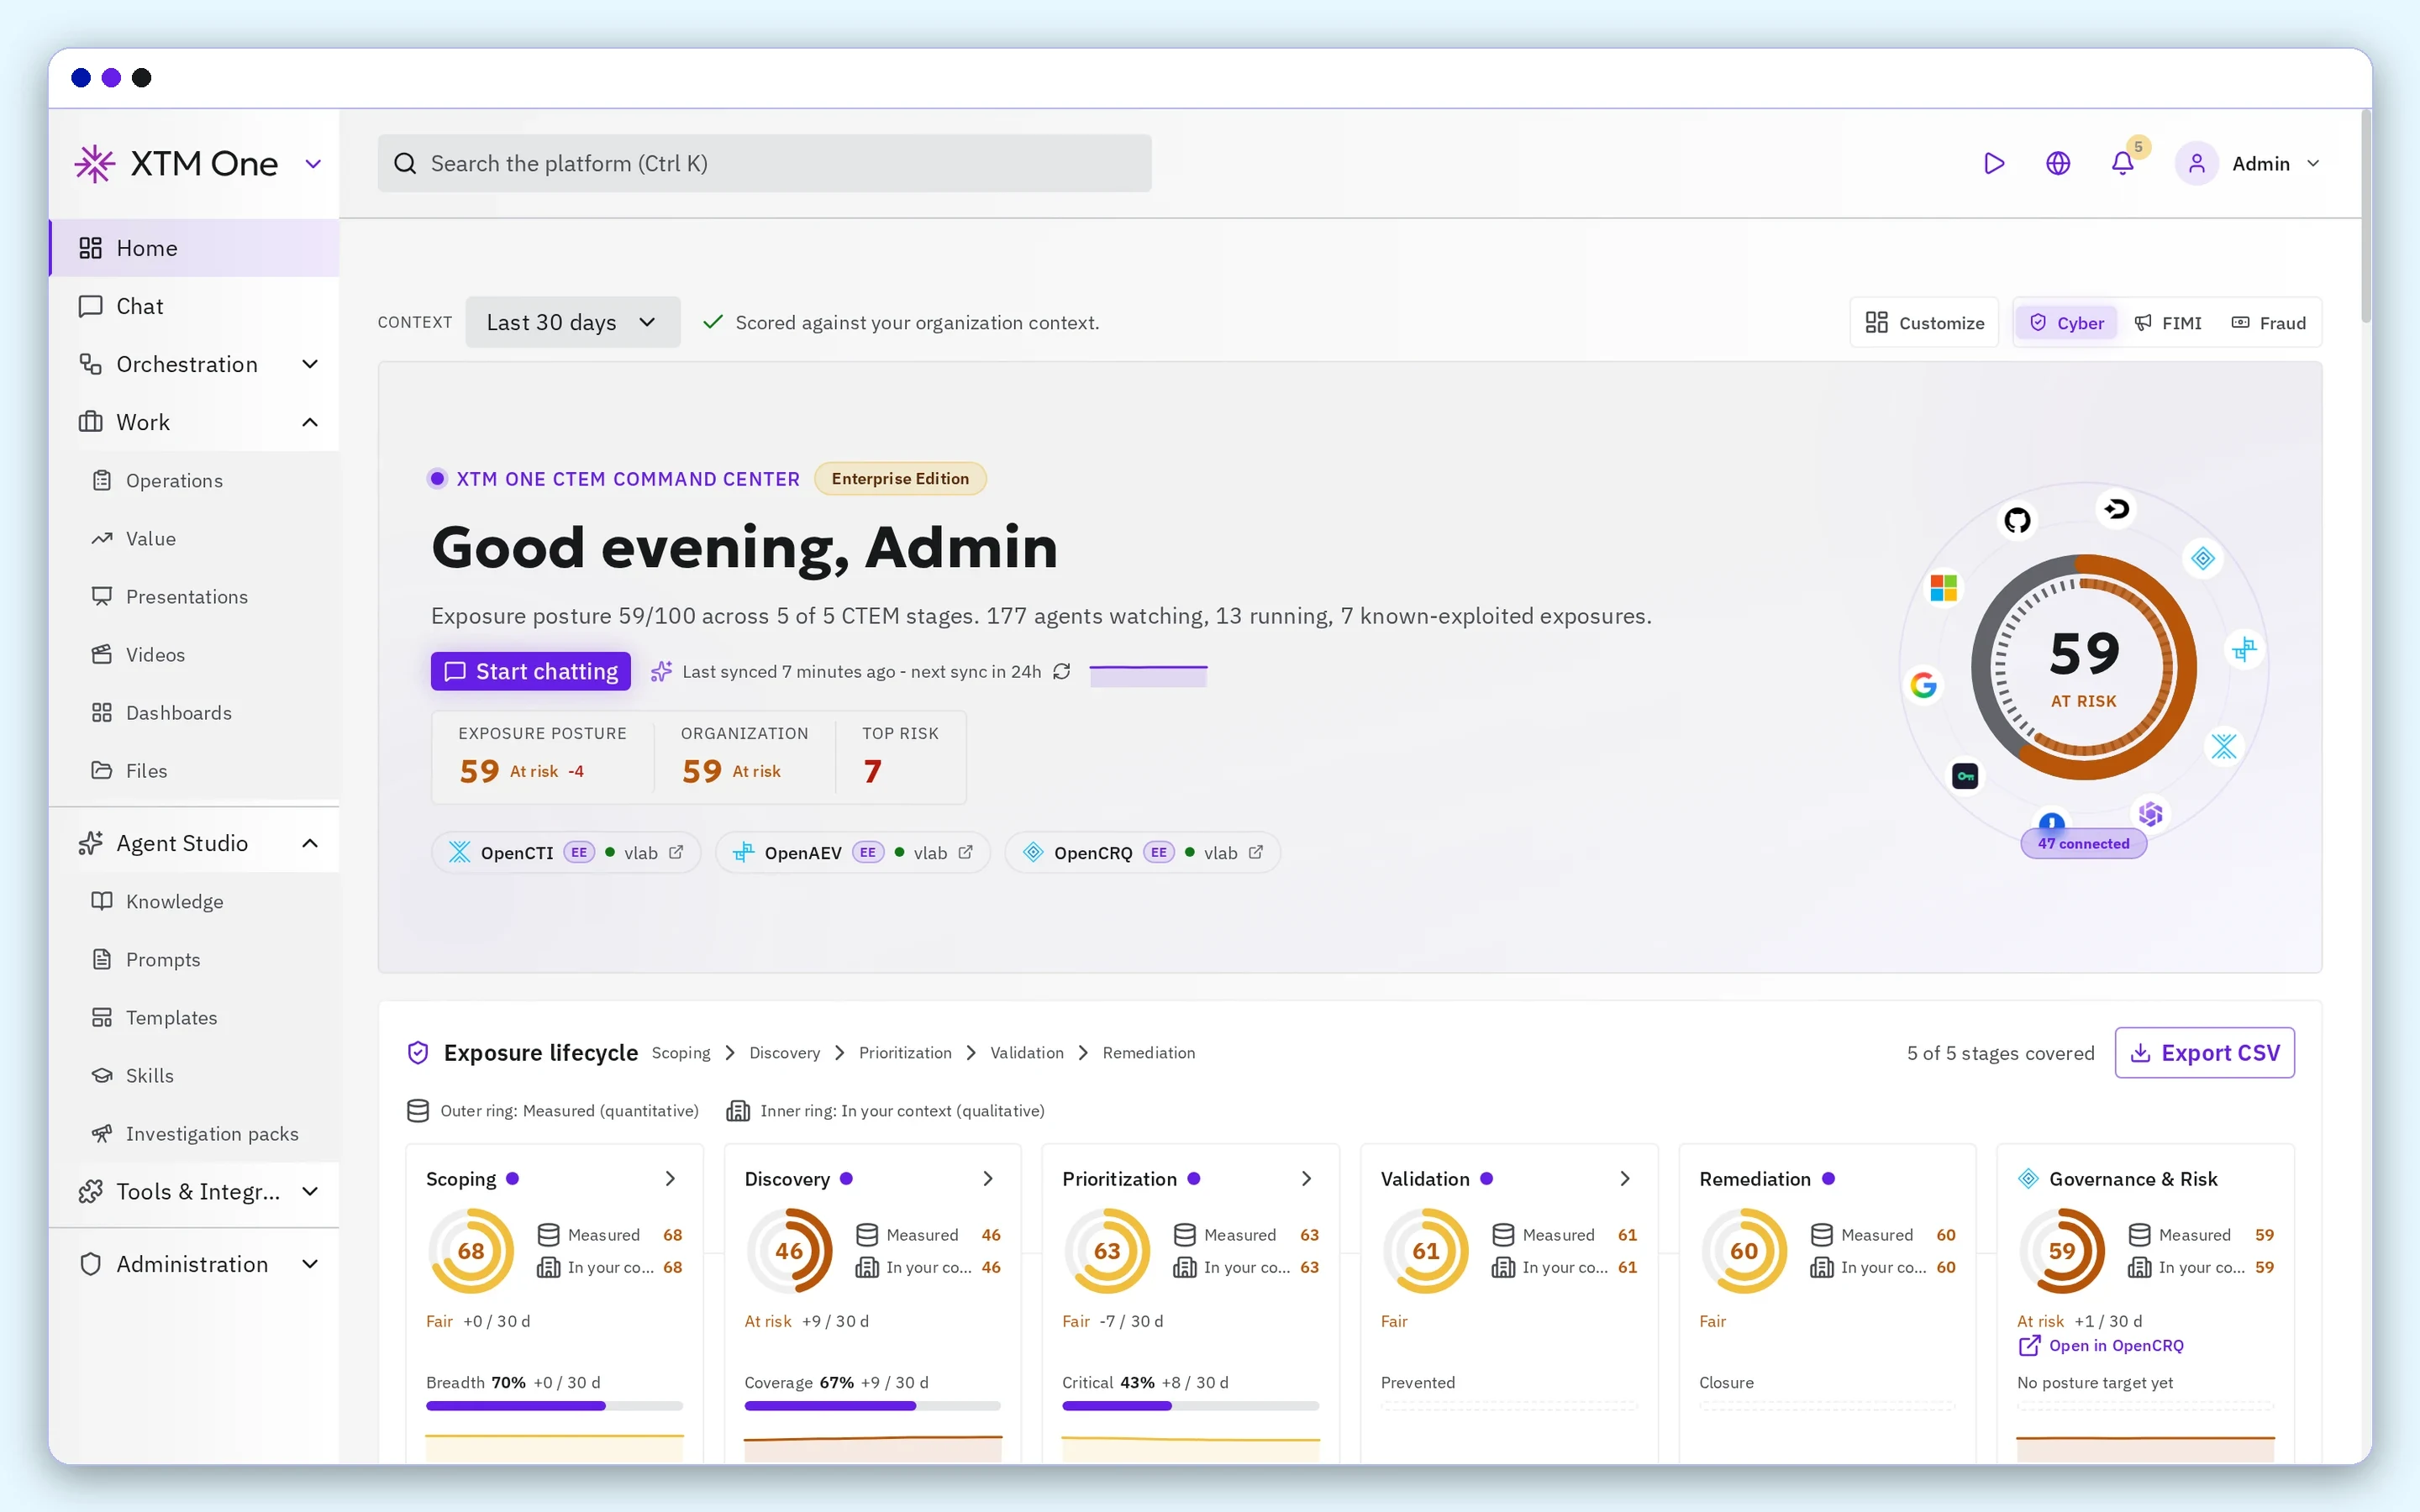 XTM One
Search the platform (Ctrl K)
5
Admin
Home
Chat
Orchestration
Work
Operations
Value
Presentations
Videos
Dashboards
Files
Agent Studio
Knowledge
Prompts
Templates
Skills
Investigation packs
Tools & Integr...
Administration
CONTEXT Last 30 days Scored against your organization context.
Customize Cyber FIMI Fraud
XTM ONE CTEM COMMAND CENTER Enterprise Edition
Good evening, Admin
Exposure posture 59/100 across 5 of 5 CTEM stages. 177 agents watching, 13 running, 7 known-exploited exposures.
Start chatting Last synced 7 minutes ago - next sync in 24h
EXPOSURE POSTURE ORGANIZATION TOP RISK
59 At risk -4 59 At risk 7
OpenCTI EE vlab OpenAEV EE vlab OpenCRQ EE vlab
59
AT RISK
47 connected
Exposure lifecycle Scoping Discovery Prioritization Validation Remediation
5 of 5 stages covered Export CSV
Outer ring: Measured (quantitative) Inner ring: In your context (qualitative)
Scoping
68
Measured 68
In your co... 68
Fair +0 / 30 d
Breadth 70% +0 / 30 d
Discovery
46
Measured 46
In your co... 46
At risk +9 / 30 d
Coverage 67% +9 / 30 d
Prioritization
63
Measured 63
In your co... 63
Fair -7 / 30 d
Critical 43% +8 / 30 d
Validation
61
Measured 61
In your co... 61
Fair
Prevented
Remediation
60
Measured 60
In your co... 60
Fair
Closure
Governance & Risk
59
Measured 59
In your co... 59
At risk +1 / 30 d
Open in OpenCRQ
No posture target yet